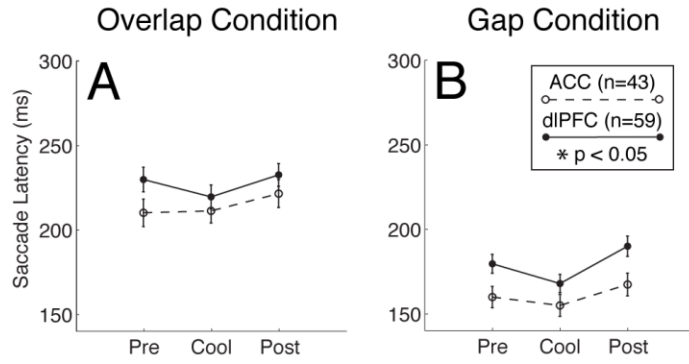 Overlap Condition
Gap Condition
A
B
Saccade Latency (ms)
300
250
200
150
Pre Cool Post
300
250
200
150
Pre Cool Post
ACC (n=43)
dlPFC (n=59)
* p < 0.05